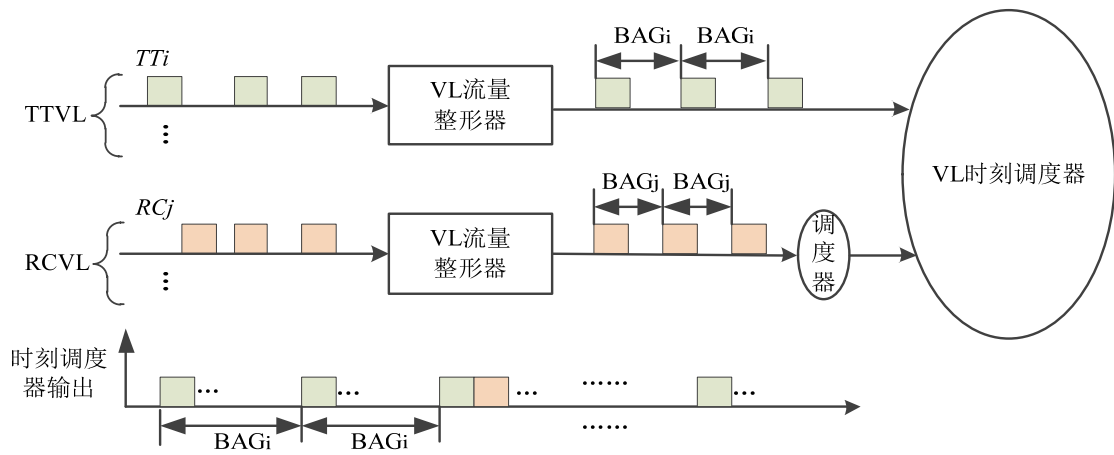 TTi
TTVL
...
VL流量
整形器
BAGi
BAGi
VL时刻调度器
RCj
RCVL
...
VL流量
整形器
BAGj
BAGj
调
度
器
时刻调度
器输出
...
...
...
......
...
......
BAGi
BAGi